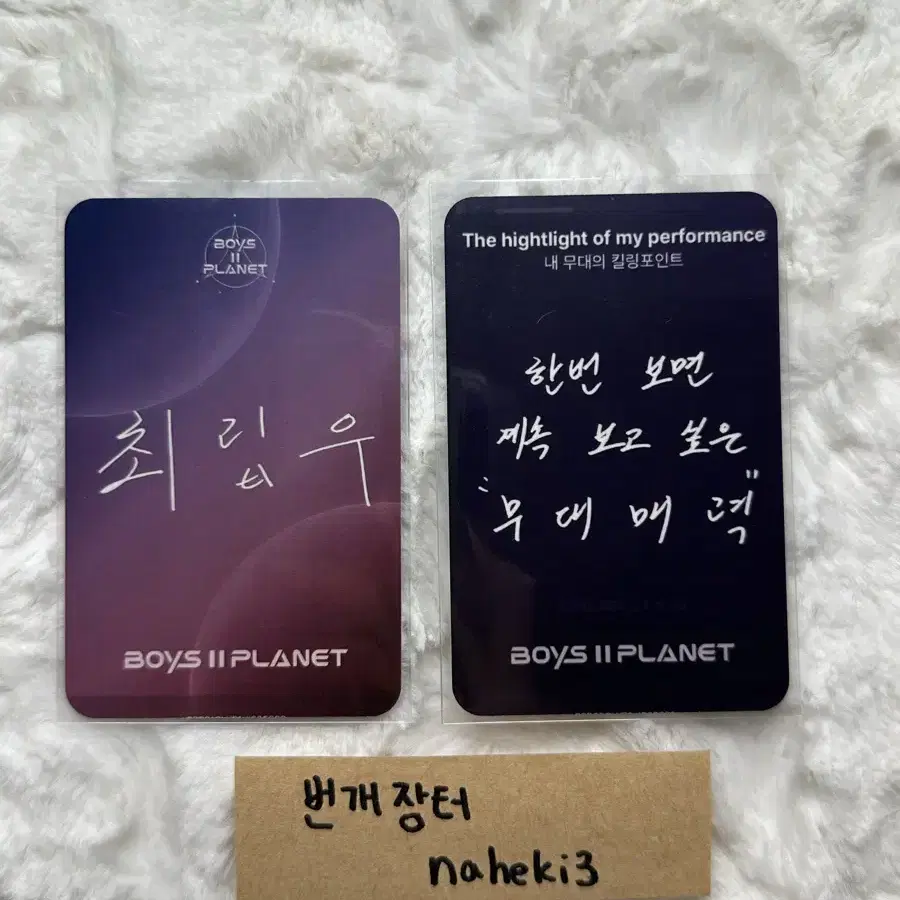 BOYS
II
PLANET
최립우
BOYS II PLANET
The hightlight of my performance
내 무대의 킬링포인트
한번 보면
계속 보고 싶은
"무대매력"
BOYS II PLANET
번개장터
naheki3